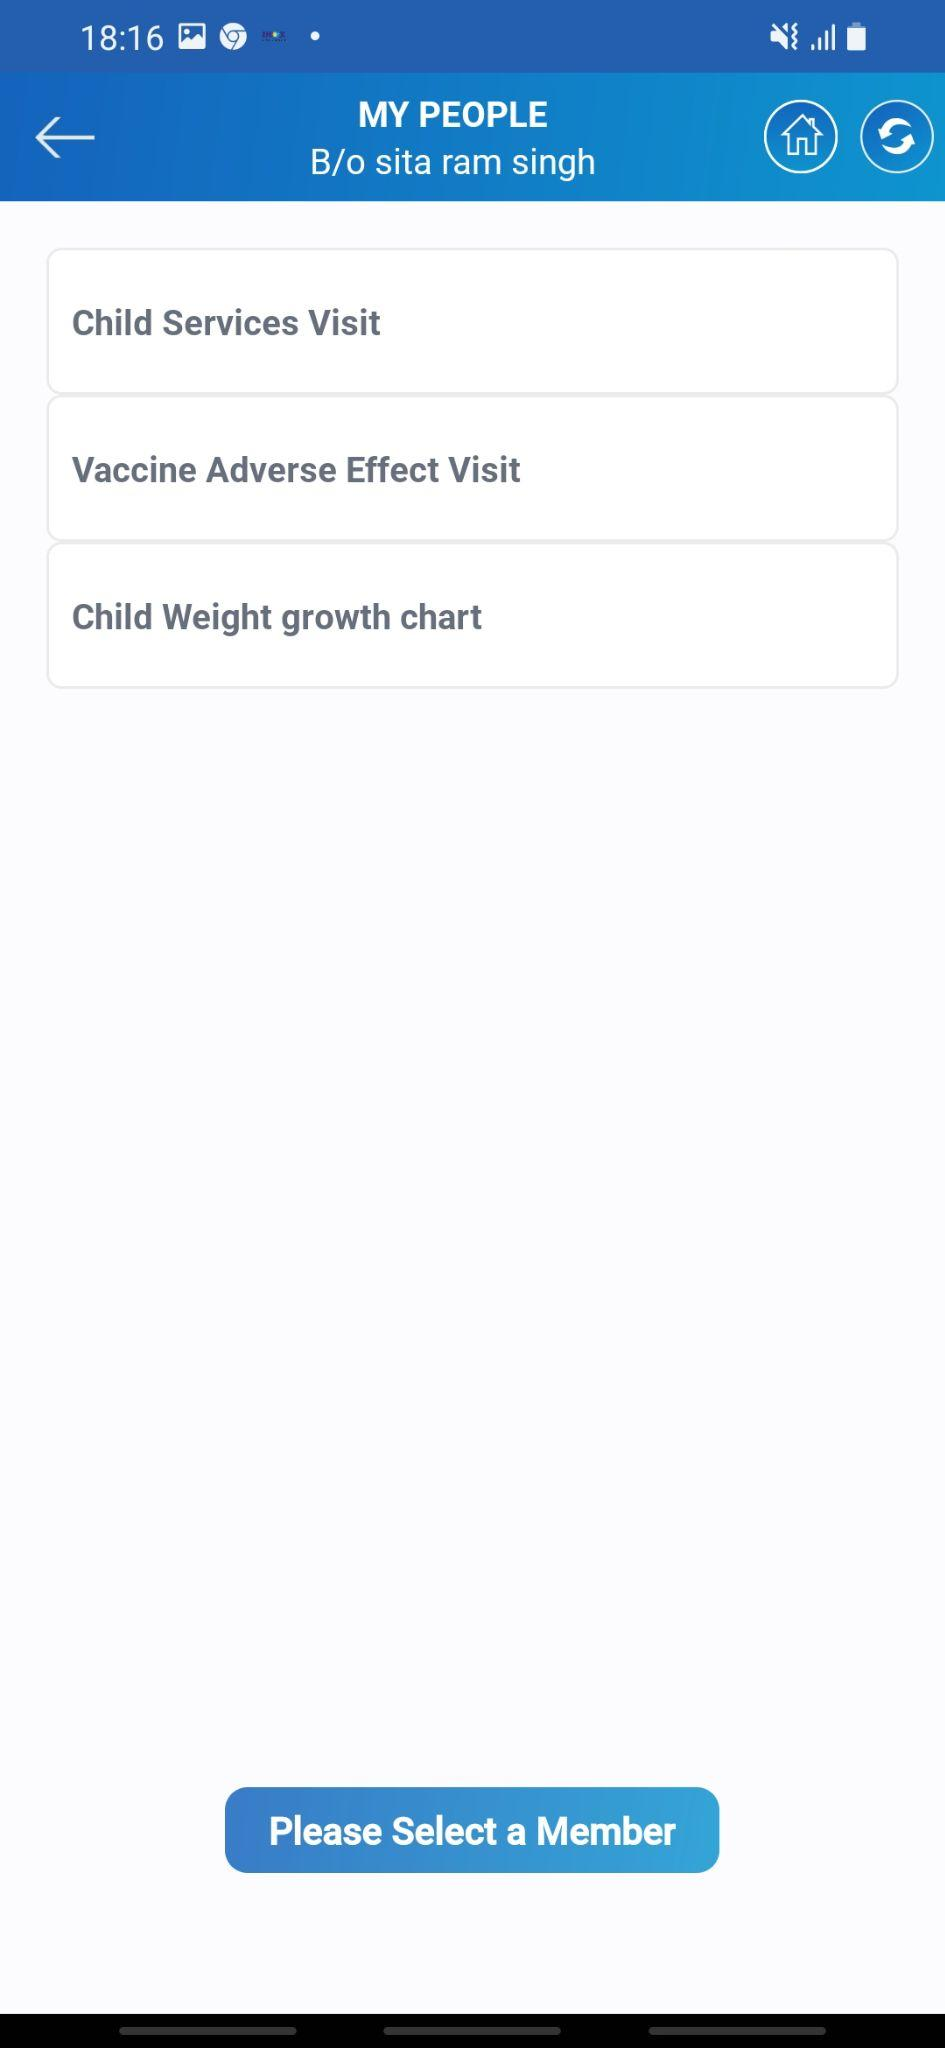 18:16
MY PEOPLE
B/o sita ram singh
Child Services Visit
Vaccine Adverse Effect Visit
Child Weight growth chart
Please Select a Member